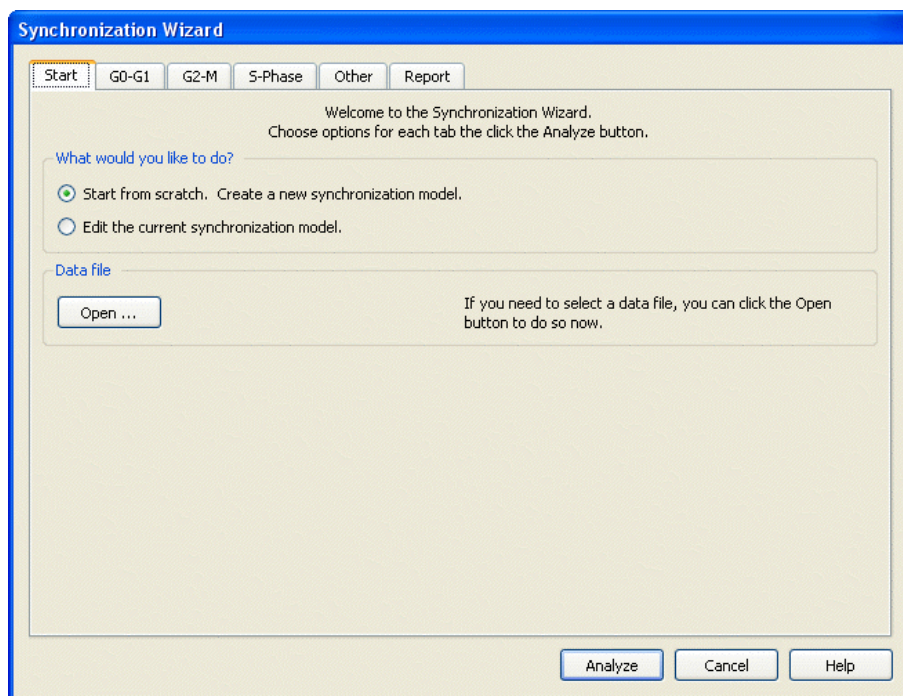 Synchronization Wizard
Start G0-G1 G2-M S-Phase Other Report
Welcome to the Synchronization Wizard.
Choose options for each tab the click the Analyze button.
What would you like to do?
Start from scratch. Create a new synchronization model.
Edit the current synchronization model.
Data file
Open ...
If you need to select a data file, you can click the Open
button to do so now.
Analyze Cancel Help